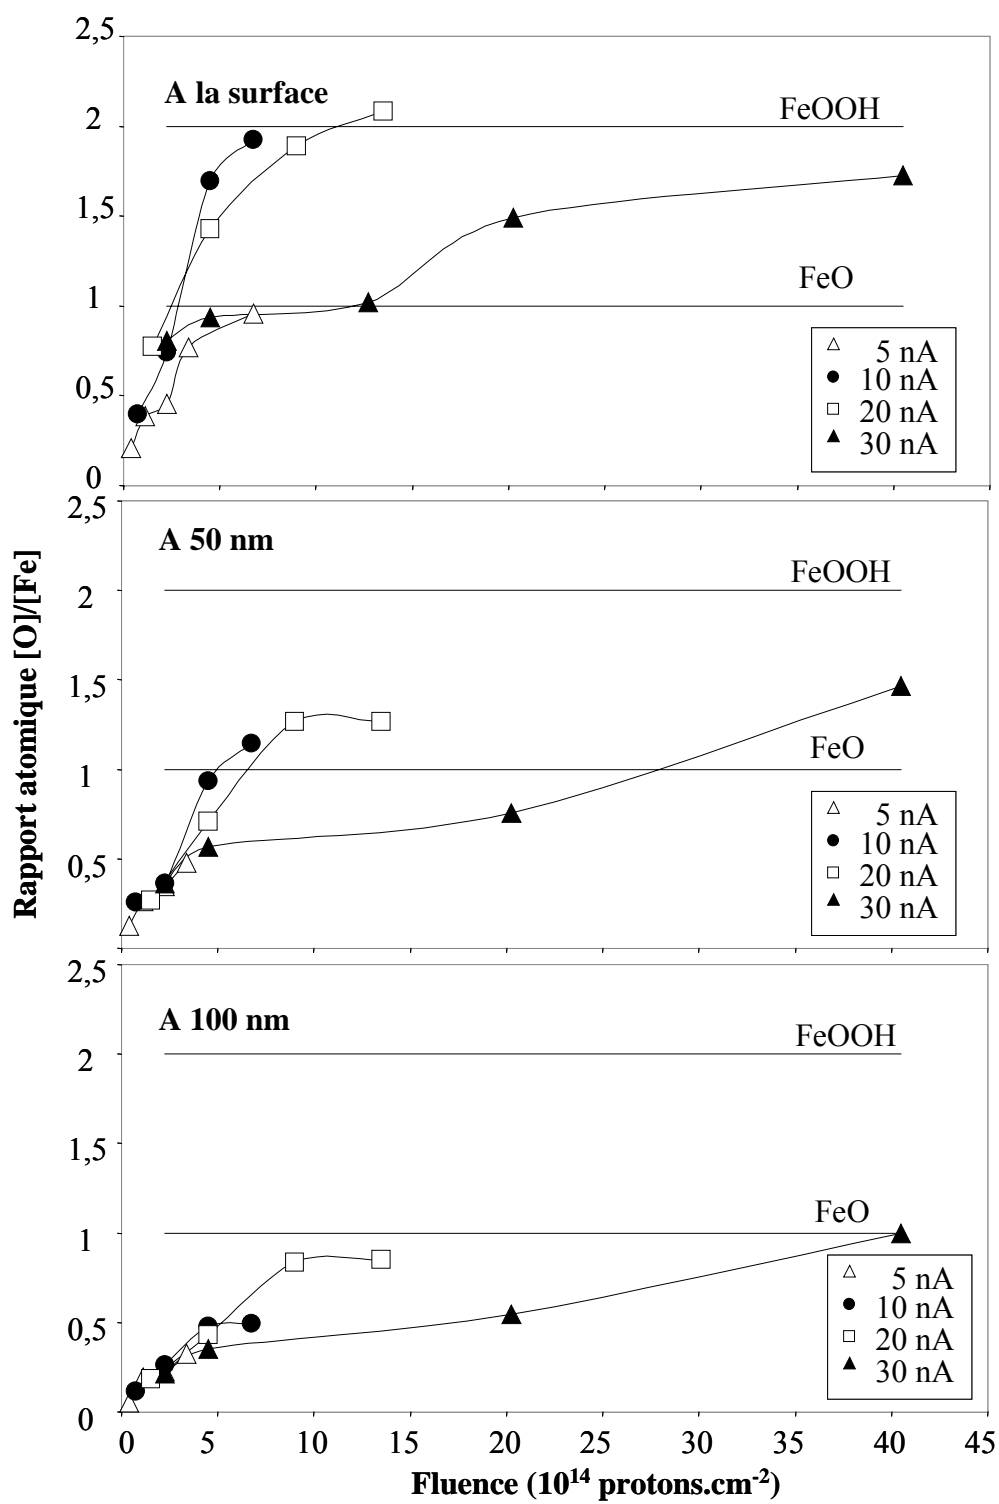 2,5
A la surface
FeOOH
2
1,5
FeO
1
5 nA
10 nA
0,5
20 nA
30 nA
0
2,5
A 50 nm
FeOOH
2
1,5
FeO
1
5 nA
10 nA
0,5
20 nA
30 nA
Rapport atomique [O]/[Fe]
2,5
A 100 nm
FeOOH
2
1,5
FeO
1
5 nA
10 nA
0,5
20 nA
30 nA
0
0 5 10 15 20 25 30 35 40 45
Fluence (10¹⁴ protons.cm⁻²)